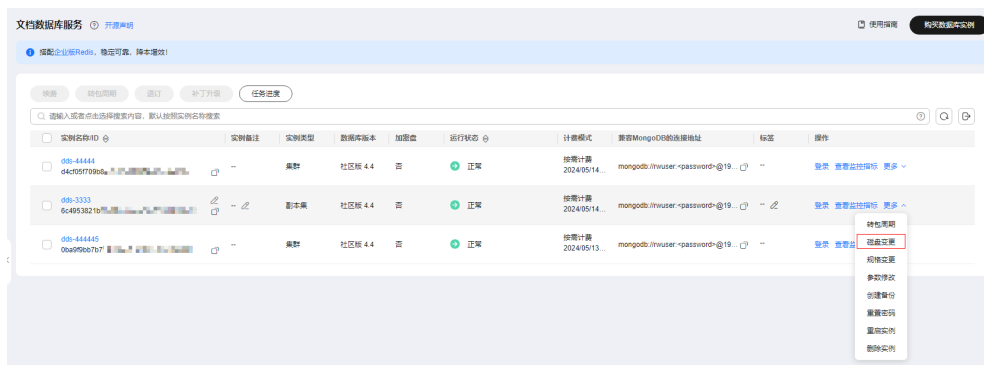 文档数据库服务 开源声明 使用指南 购买数据库实例
搭配企业版Redis，稳定可靠，降本增效！
续费 转包周期 退订 补丁升级 任务进度
请输入或者点击选择搜索内容，默认按照实例名称搜索
实例名称/ID 实例备注 实例类型 数据库版本 加密盘 运行状态 计费模式 兼容MongoDB的连接地址 标签 操作
dds-44444
d4cf05f709b8 -- 集群 社区版 4.4 否 正常 按需计费 mongodb://rwuser:<password>@19... -- 登录 查看监控指标 更多
2024/05/14...
dds-3333
6c4953821b -- 副本集 社区版 4.4 否 正常 按需计费 mongodb://rwuser:<password>@19... -- 登录 查看监控指标 更多
2024/05/14...
dds-444445
0ba9f9bb7b7 -- 集群 社区版 4.4 否 正常 按需计费 mongodb://rwuser:<password>@19... -- 登录 查看
2024/05/13...
转包周期
磁盘变更
规格变更
参数修改
创建备份
重置密码
重启实例
删除实例